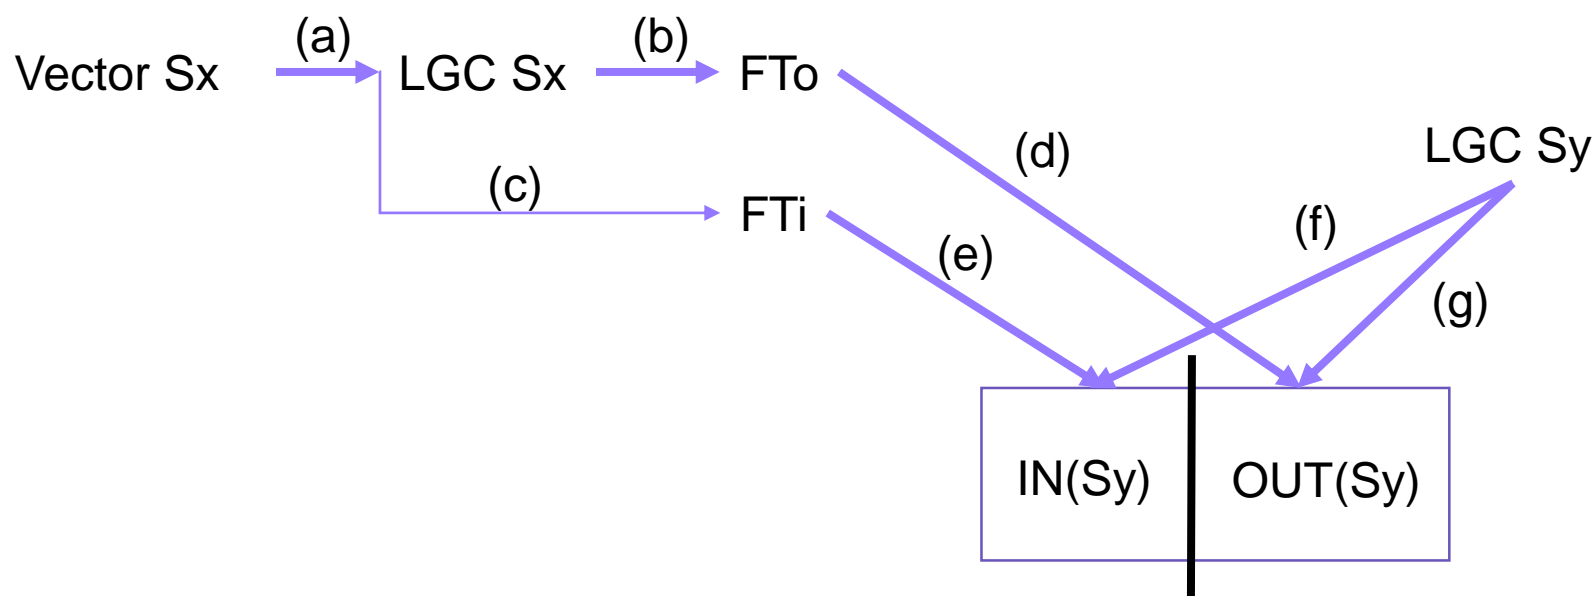 (a)
(b)
Vector Sx
LGC Sx
FTo
(d)
LGC Sy
(c)
FTi
(f)
(e)
(g)
IN(Sy)
OUT(Sy)